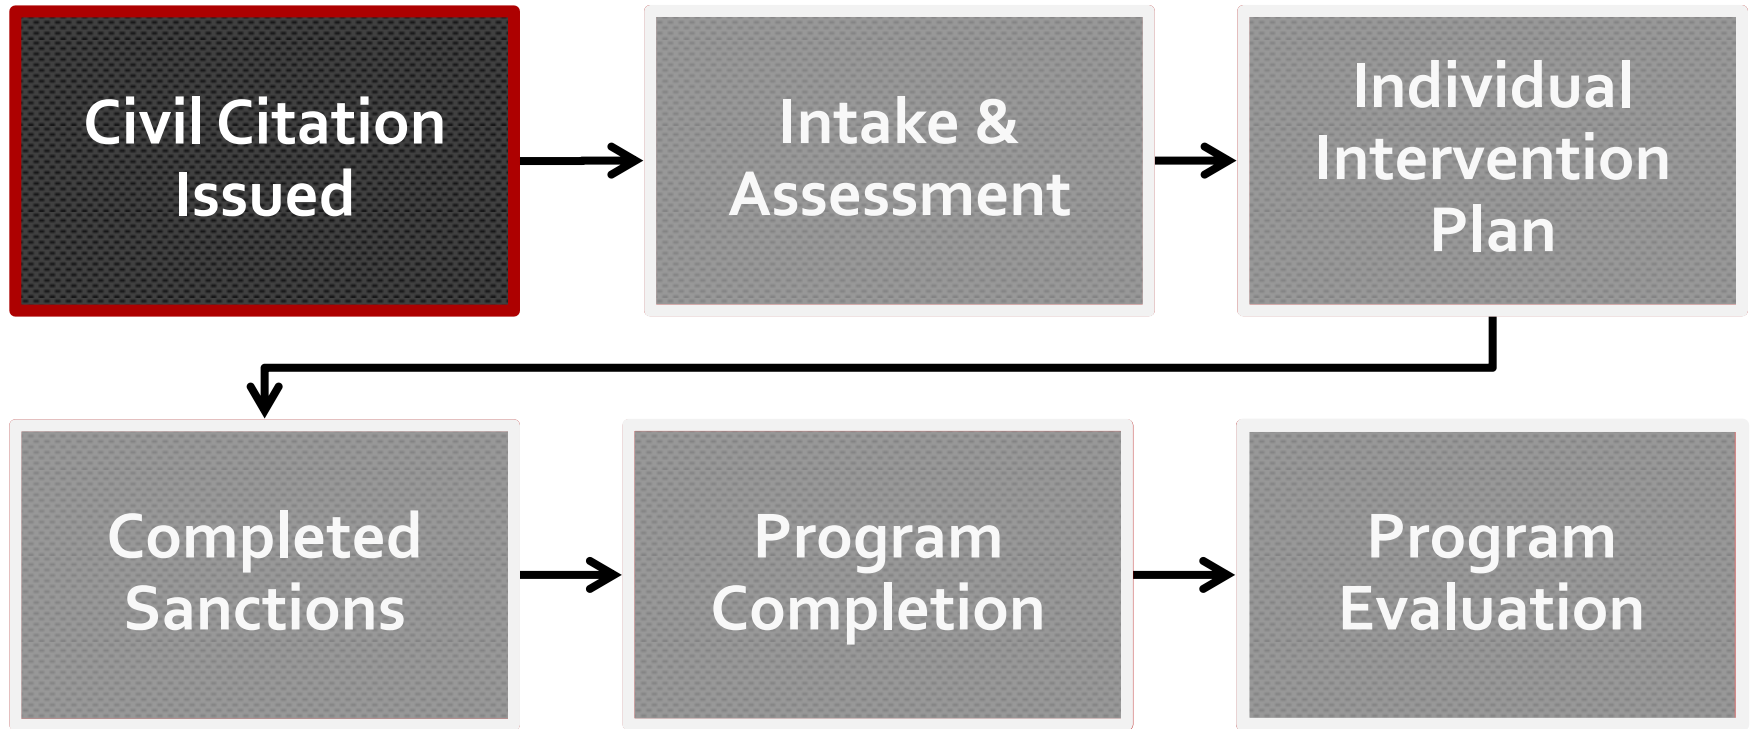 Civil Citation
Issued
Intake &
Assessment
Individual
Intervention
Plan
Completed
Sanctions
Program
Completion
Program
Evaluation